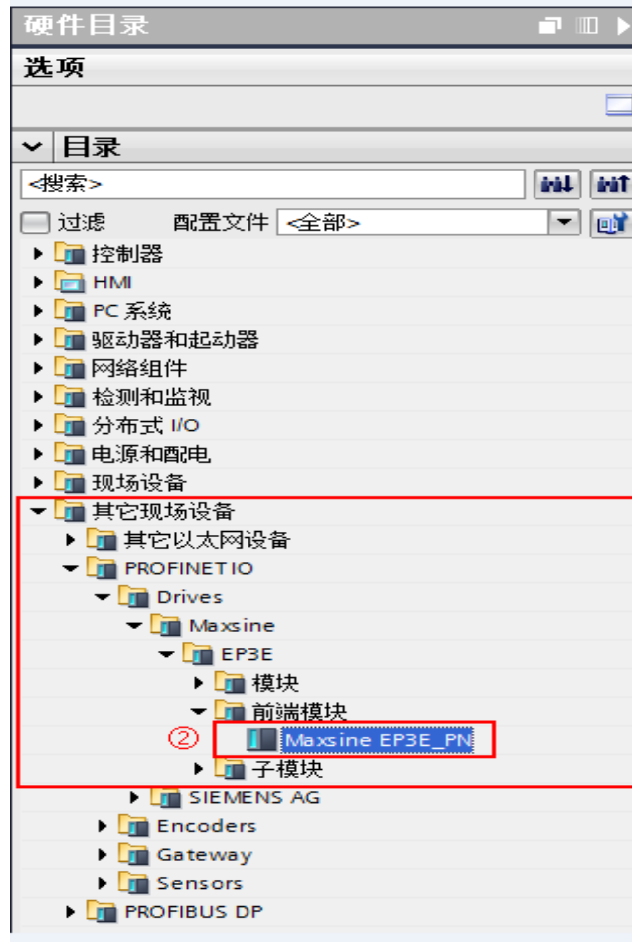 硬件目录
选项
目录
<搜索>
过滤 配置文件 <全部>
控制器
HMI
PC 系统
驱动器和起动器
网络组件
检测和监视
分布式 I/O
电源和配电
现场设备
其它现场设备
其它以太网设备
PROFINET IO
Drives
Maxsine
EP3E
模块
前端模块
② Maxsine EP3E_PN
子模块
SIEMENS AG
Encoders
Gateway
Sensors
PROFIBUS DP